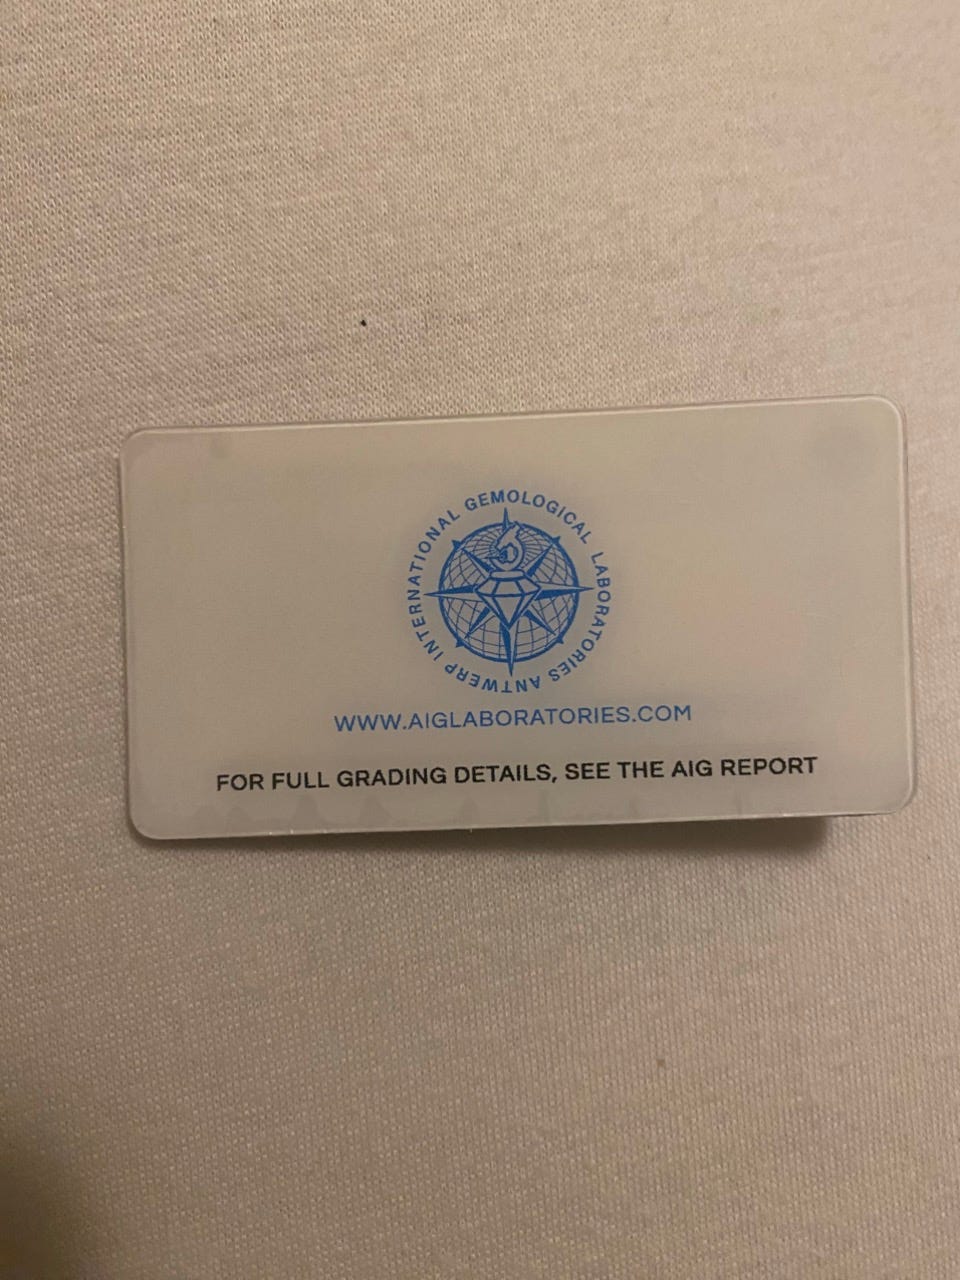 INTERNATIONAL GEMOLOGICAL LABORATORIES ANTWERP
WWW.AIGLABORATORIES.COM
FOR FULL GRADING DETAILS, SEE THE AIG REPORT